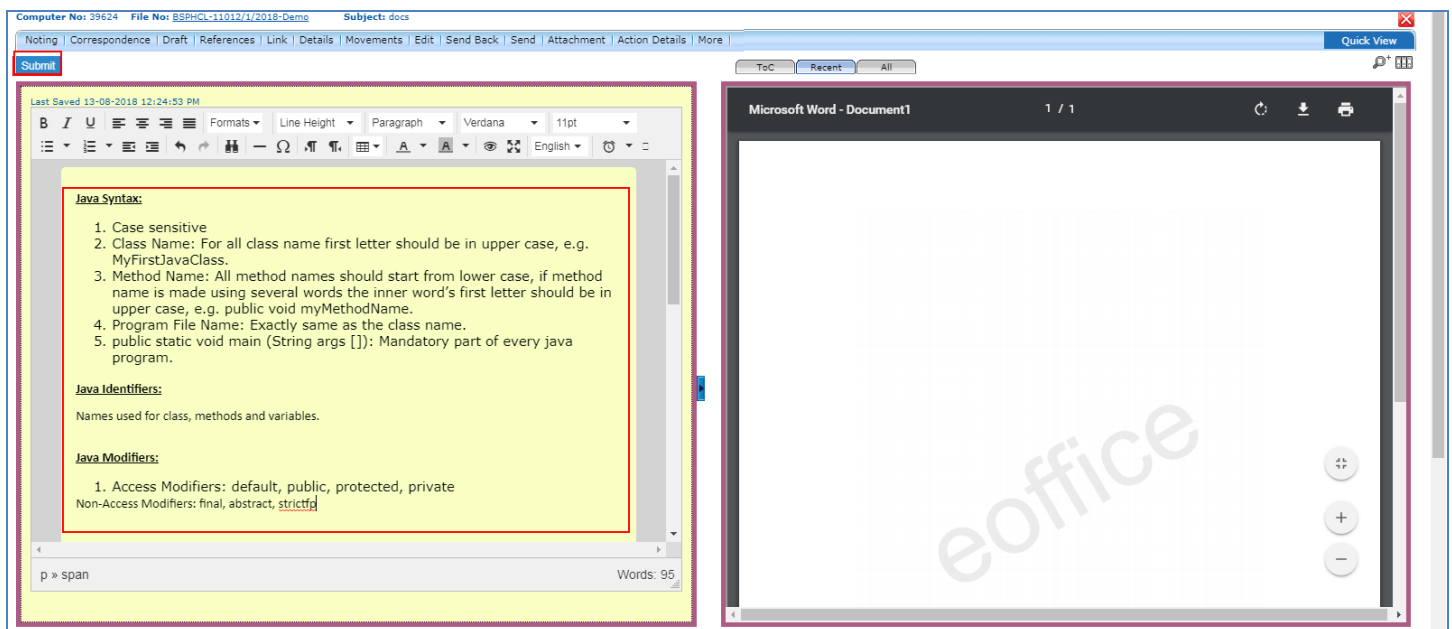 Computer No: 39624 File No: BSPHCL-11012/1/2018-Demo Subject: docs
Noting | Correspondence | Draft | References | Link | Details | Movements | Edit | Send Back | Send | Attachment | Action Details | More |
Quick View
Submit
ToC Recent All
Last Saved 13-08-2018 12:24:53 PM
B I U Formats Line Height Paragraph Verdana 11pt
A A English
Java Syntax:
1. Case sensitive
2. Class Name: For all class name first letter should be in upper case, e.g.
MyFirstJavaClass.
3. Method Name: All method names should start from lower case, if method
name is made using several words the inner word's first letter should be in
upper case, e.g. public void myMethodName.
4. Program File Name: Exactly same as the class name.
5. public static void main (String args []): Mandatory part of every java
program.
Java Identifiers:
Names used for class, methods and variables.
Java Modifiers:
1. Access Modifiers: default, public, protected, private
Non-Access Modifiers: final, abstract, strictfp
p » span Words: 95
Microsoft Word - Document1 1 / 1
eoffice